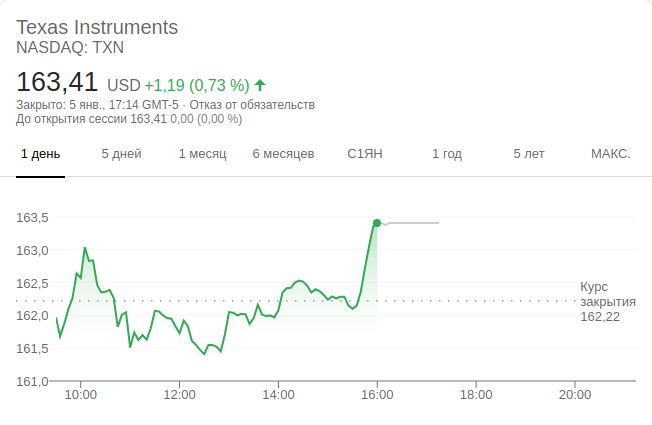 Texas Instruments
NASDAQ: TXN
163,41 USD +1,19 (0,73 %)
Закрыто: 5 янв., 17:14 GMT-5 · Отказ от обязательств
До открытия сессии 163,41 0,00 (0,00 %)
1 день 5 дней 1 месяц 6 месяцев С1ЯН 1 год 5 лет МАКС.
163,5
163,0
162,5
162,0
161,5
161,0
Курс
закрытия
162,22
10:00 12:00 14:00 16:00 18:00 20:00